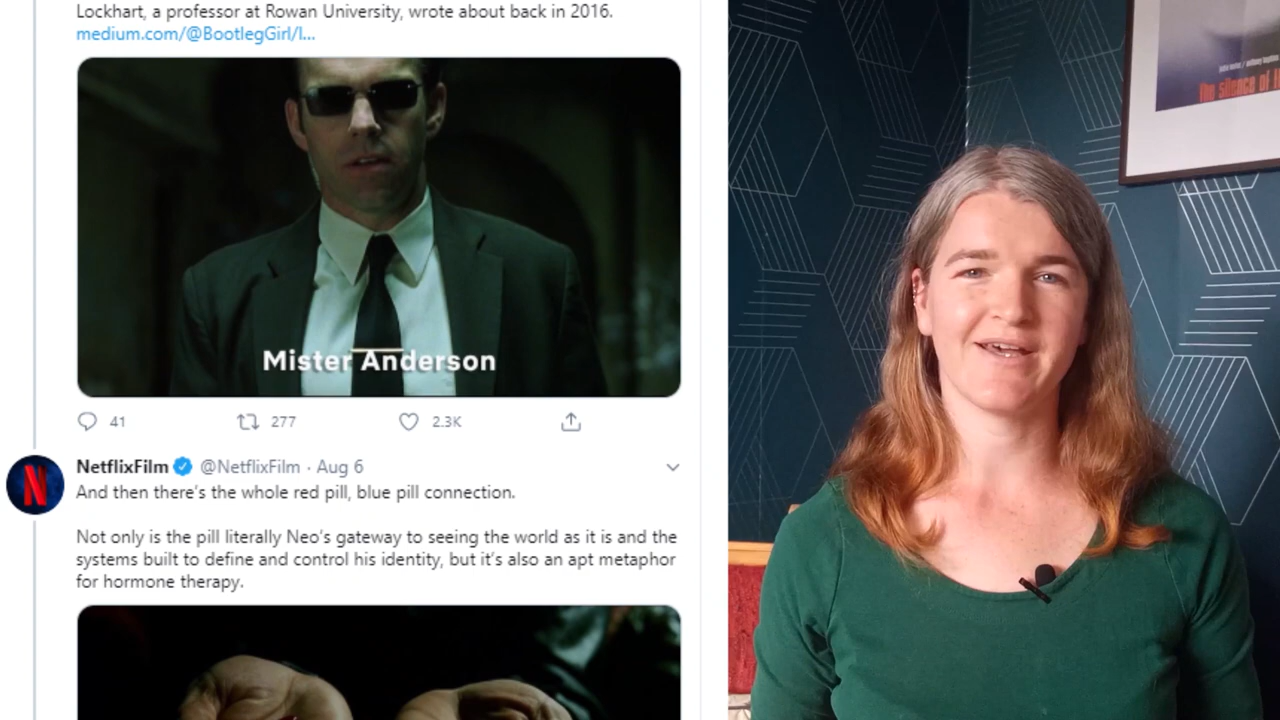 Lockhart, a professor at Rowan University, wrote about back in 2016.
medium.com/@BootlegGirl/l...
Mister Anderson
41 277 2.3K
NetflixFilm @NetflixFilm · Aug 6
And then there's the whole red pill, blue pill connection.
Not only is the pill literally Neo's gateway to seeing the world as it is and the
systems built to define and control his identity, but it's also an apt metaphor
for hormone therapy.
the silence of